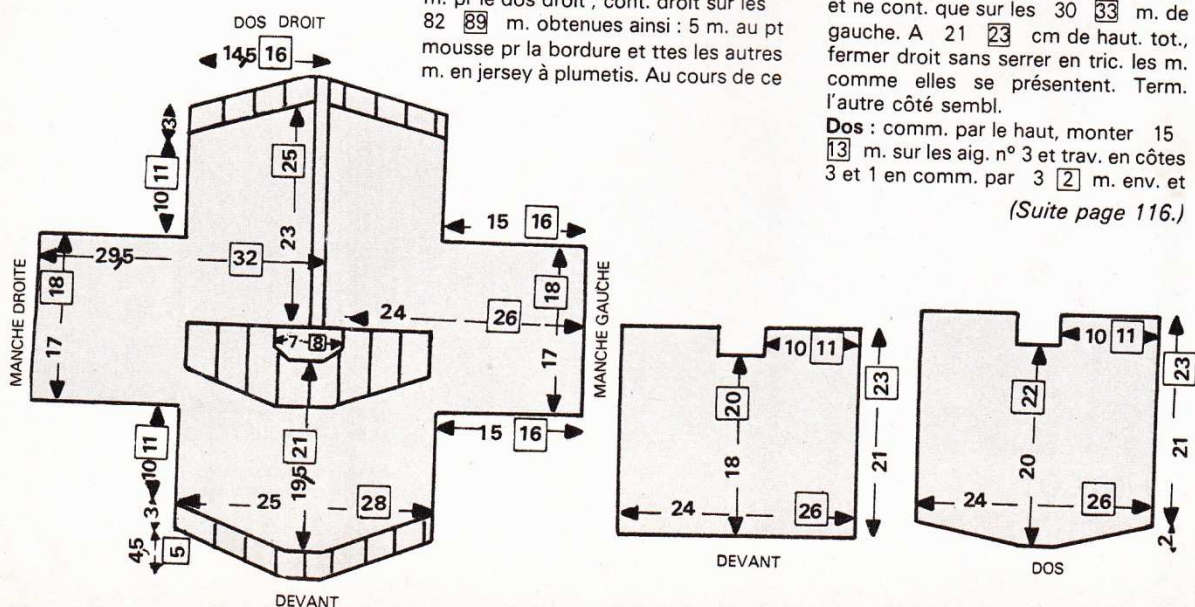 m. pr le dos droit, cont. droit sur les
82 89 m. obtenues ainsi : 5 m. au pt
mousse pr la bordure et ttes les autres
m. en jersey à plumetis. Au cours de ce
et ne cont. que sur les 30 33 m. de
gauche. A 21 23 cm de haut. tot.,
fermer droit sans serrer en tric. les m.
comme elles se présentent. Term.
l'autre côté sembl.
Dos : comm. par le haut, monter 15
13 m. sur les aig. nº 3 et trav. en côtes
3 et 1 en comm. par 3 2 m. env. et
(Suite page 116.)
DOS DROIT
14,5 16
3
25
10 11
23
15 16
29,5 32
18
17
MANCHE DROITE
24 26
18
17
MANCHE GAUCHE
7 8
15 16
10 11
19,5 21
3
25 28
4,5 5
DEVANT
10 11
20
18
23
21
24 26
DEVANT
10 11
22
20
23
21
24 26
2
DOS